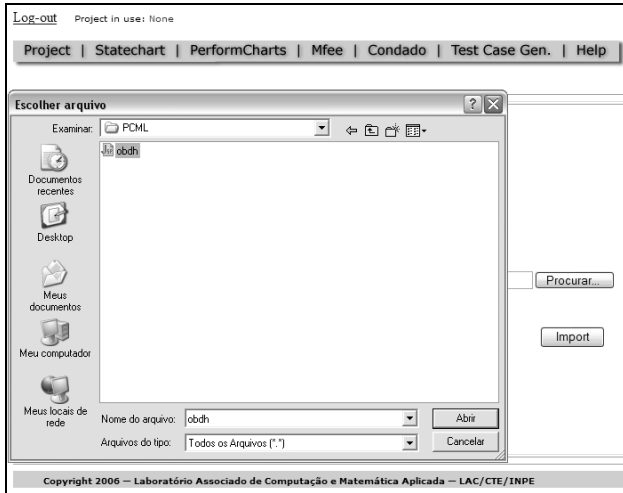 Log-out Project in use: None
Project | Statechart | PerformCharts | Mfee | Condado | Test Case Gen. | Help |
Escolher arquivo
Examinar: PCML
obdh
Documentos
recentes
Desktop
Meus
documentos
Meu computador
Meus locais de
rede
Procurar...
Import
Nome do arquivo: obdh Abrir
Arquivos do tipo: Todos os Arquivos (*.*) Cancelar
Copyright 2006 — Laboratório Associado de Computação e Matemática Aplicada — LAC/CTE/INPE